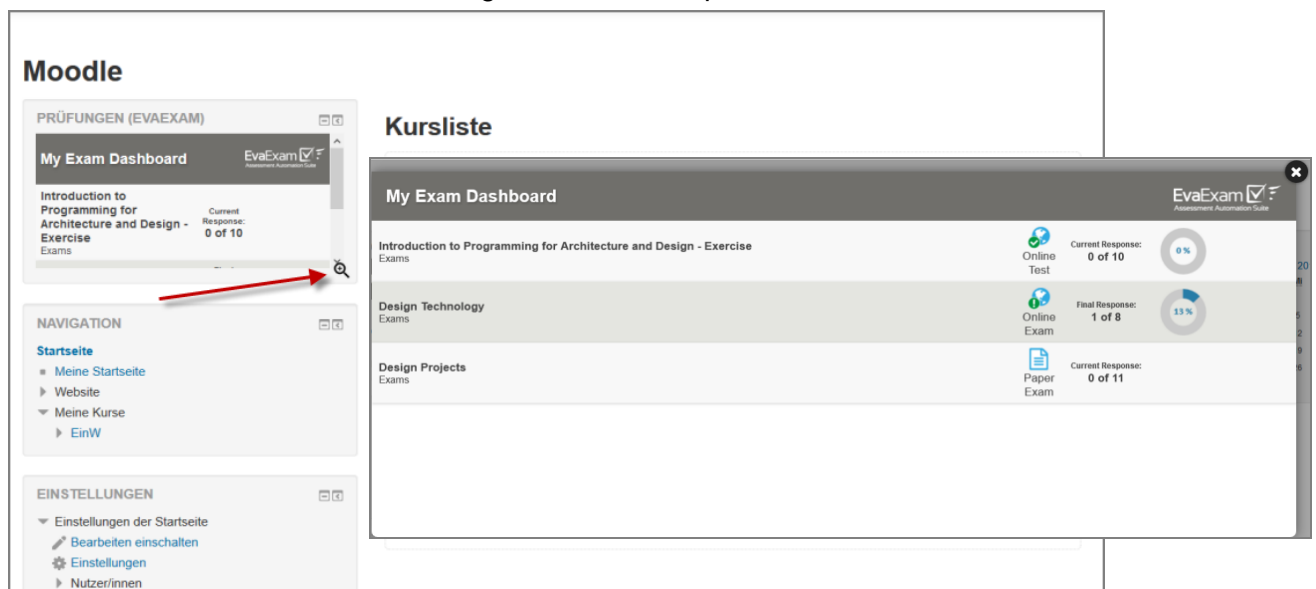 Moodle
PRÜFUNGEN (EVAEXAM)
My Exam Dashboard
EvaExam
Assessment Automation Suite
Introduction to
Programming for
Architecture and Design -
Exercise
Exams
Current
Response:
0 of 10
NAVIGATION
Startseite
Meine Startseite
Website
Meine Kurse
EinW
EINSTELLUNGEN
Einstellungen der Startseite
Bearbeiten einschalten
Einstellungen
Nutzer/innen
Kursliste
My Exam Dashboard
EvaExam
Assessment Automation Suite
Introduction to Programming for Architecture and Design - Exercise
Exams
Online
Test
Current Response:
0 of 10
0 %
Design Technology
Exams
Online
Exam
Final Response:
1 of 8
13 %
Design Projects
Exams
Paper
Exam
Current Response:
0 of 11
20